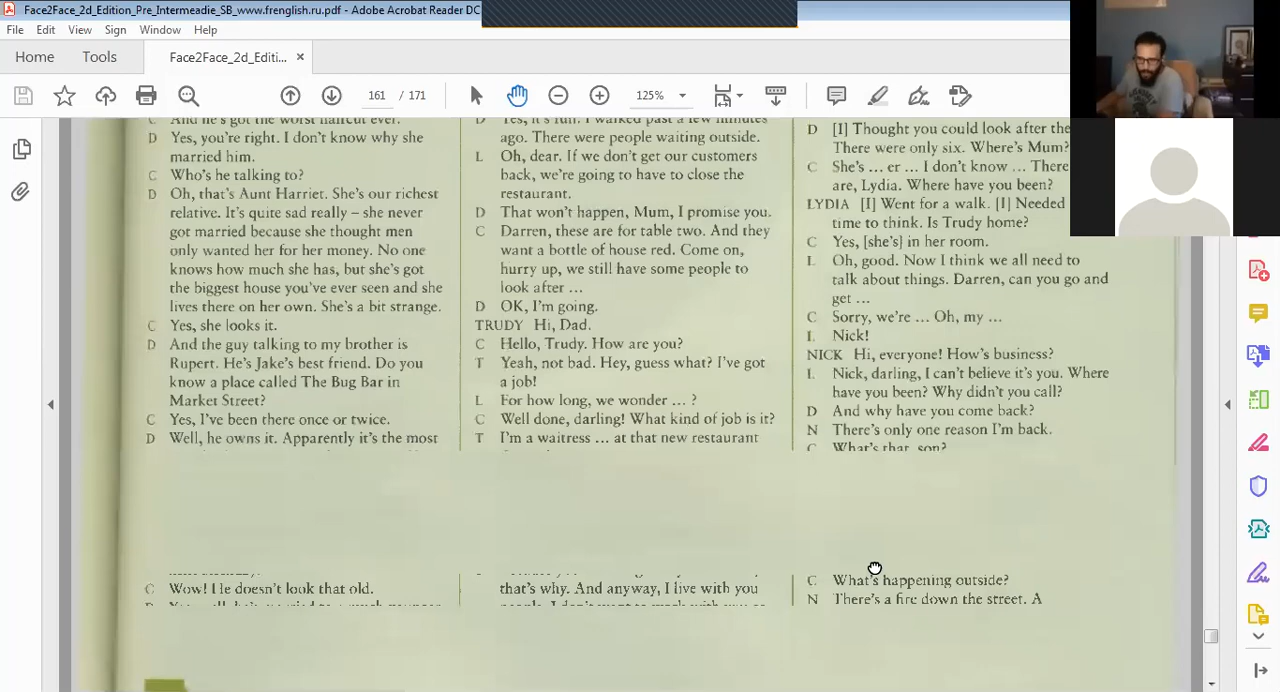 Face2Face_2d_Edition_Pre_Intermeadie_SB_www.frenglish.ru.pdf - Adobe Acrobat Reader DC
File Edit View Sign Window Help
Home Tools Face2Face_2d_Editi... ×
161 / 171 125%
C And he's got the worst haircut ever.
D Yes, you're right. I don't know why she
married him.
C Who's he talking to?
D Oh, that's Aunt Harriet. She's our richest
relative. It's quite sad really – she never
got married because she thought men
only wanted her for her money. No one
knows how much she has, but she's got
the biggest house you've ever seen and she
lives there on her own. She's a bit strange.
C Yes, she looks it.
D And the guy talking to my brother is
Rupert. He's Jake's best friend. Do you
know a place called The Bug Bar in
Market Street?
C Yes, I've been there once or twice.
D Well, he owns it. Apparently it's the most
C Wow! He doesn't look that old.
D Yes, it's full. I walked past a few minutes
ago. There were people waiting outside.
L Oh, dear. If we don't get our customers
back, we're going to have to close the
restaurant.
D That won't happen, Mum, I promise you.
C Darren, these are for table two. And they
want a bottle of house red. Come on,
hurry up, we still have some people to
look after ...
D OK, I'm going.
TRUDY Hi, Dad.
C Hello, Trudy. How are you?
T Yeah, not bad. Hey, guess what? I've got
a job!
L For how long, we wonder ... ?
C Well done, darling! What kind of job is it?
T I'm a waitress ... at that new restaurant
that's why. And anyway, I live with you
D [I] Thought you could look after the
There were only six. Where's Mum?
C She's ... er ... I don't know ... There
are, Lydia. Where have you been?
LYDIA [I] Went for a walk. [I] Needed
time to think. Is Trudy home?
C Yes, [she's] in her room.
L Oh, good. Now I think we all need to
talk about things. Darren, can you go and
get ...
C Sorry, we're ... Oh, my ...
L Nick!
NICK Hi, everyone! How's business?
L Nick, darling, I can't believe it's you. Where
have you been? Why didn't you call?
D And why have you come back?
N There's only one reason I'm back.
C What's that, son?
C What's happening outside?
N There's a fire down the street. A